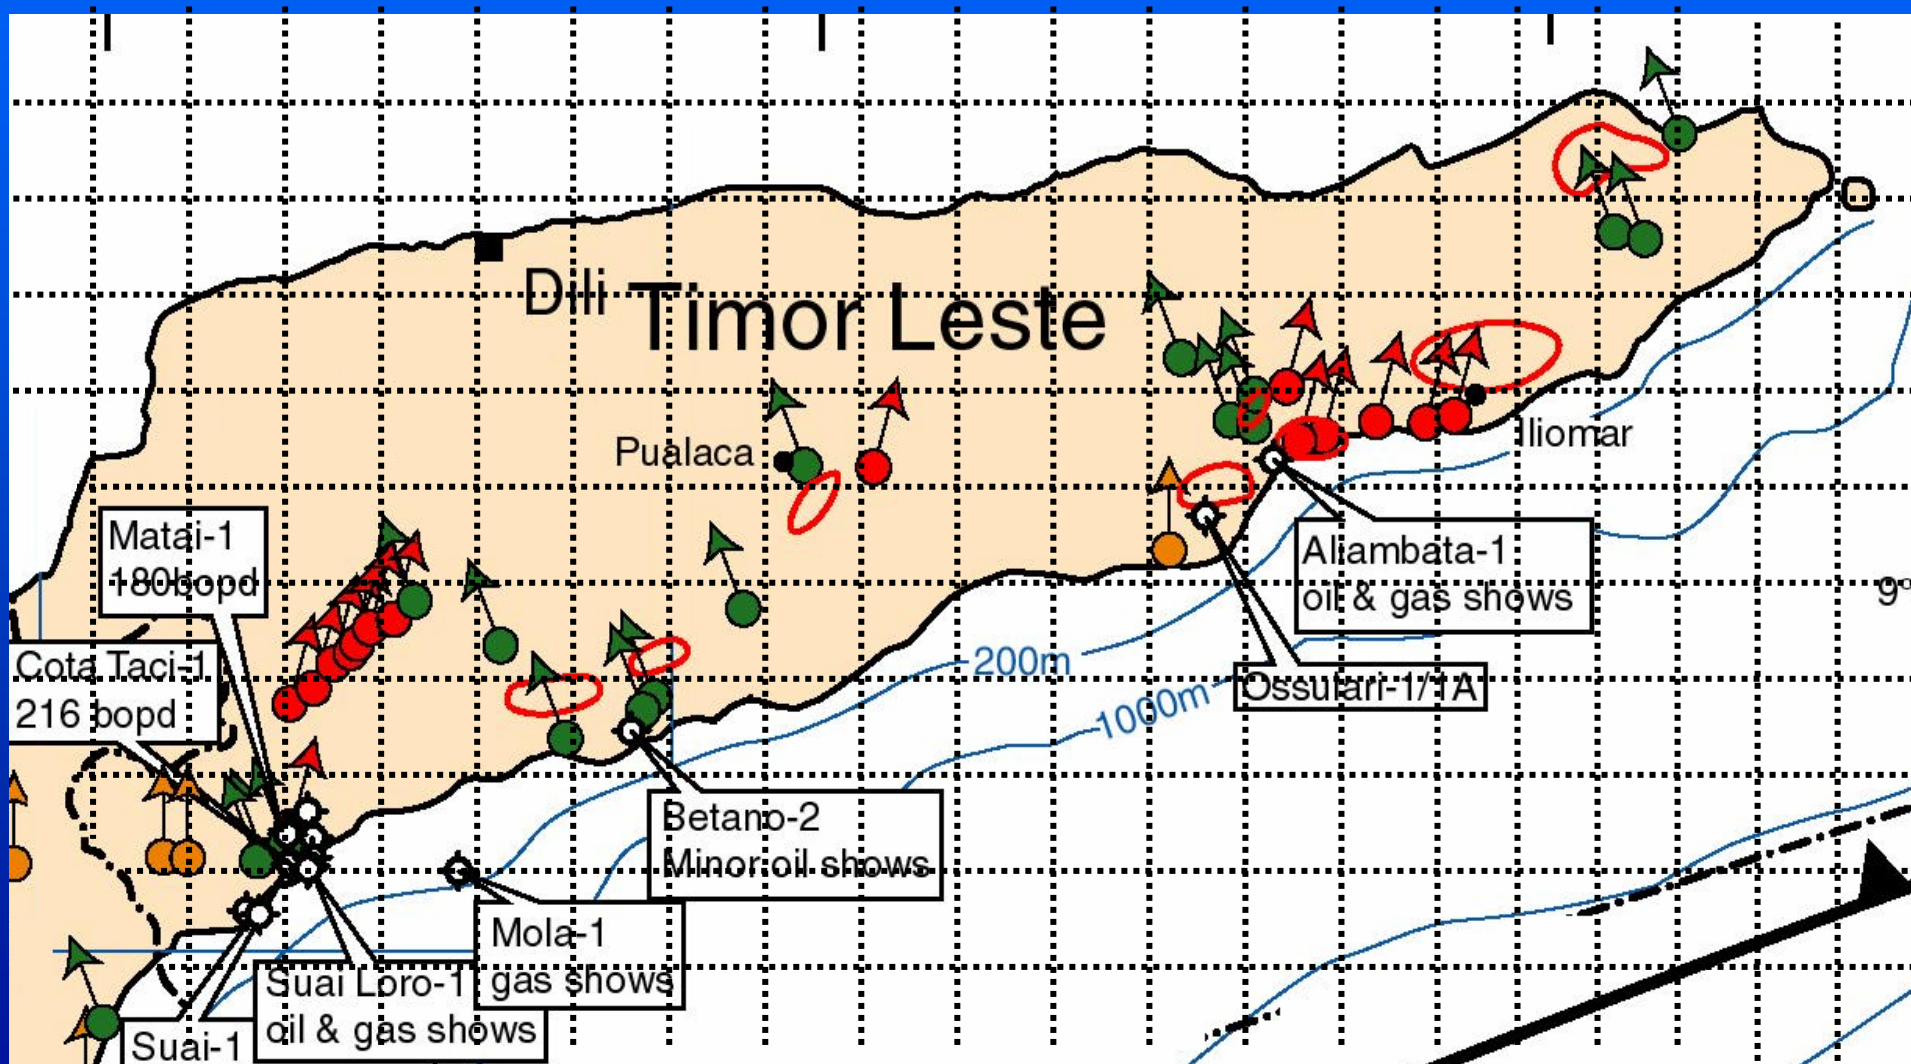 Dili
Timor Leste
Pualaca
Iliomar
Matai-1
180bopd
Aliambata-1
oil & gas shows
9°
Cota Taci-1
216 bopd
200m
1000m
Ossulari-1/1A
Betano-2
Minor oil shows
Mola-1
gas shows
Suai Loro-1
oil & gas shows
Suai-1